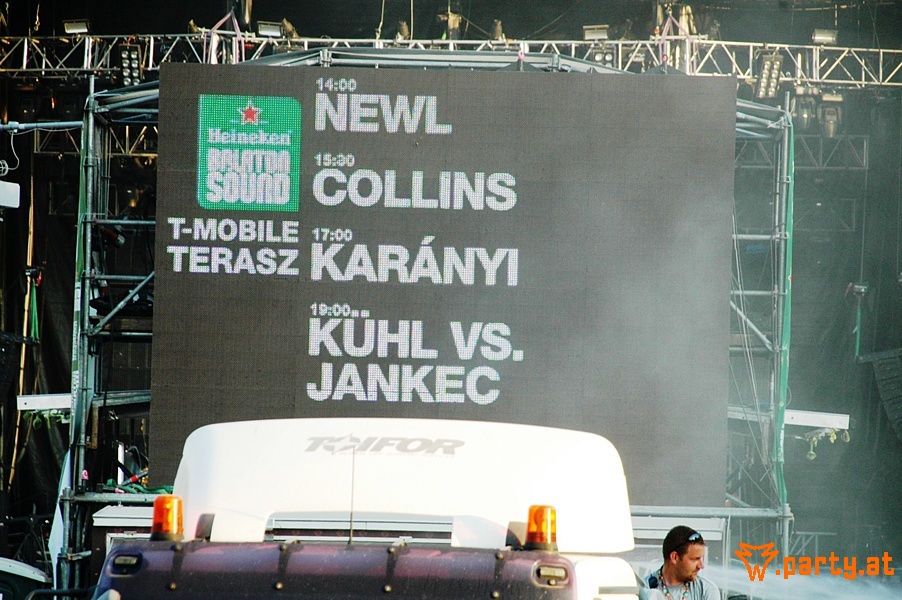 Heineken
BALATON
SOUND
T-MOBILE
TERASZ
14:00
NEWL
15:30
COLLINS
17:00
KARÁNYI
19:00
KÜHL VS.
JANKEC
TOIFOR
w.party.at